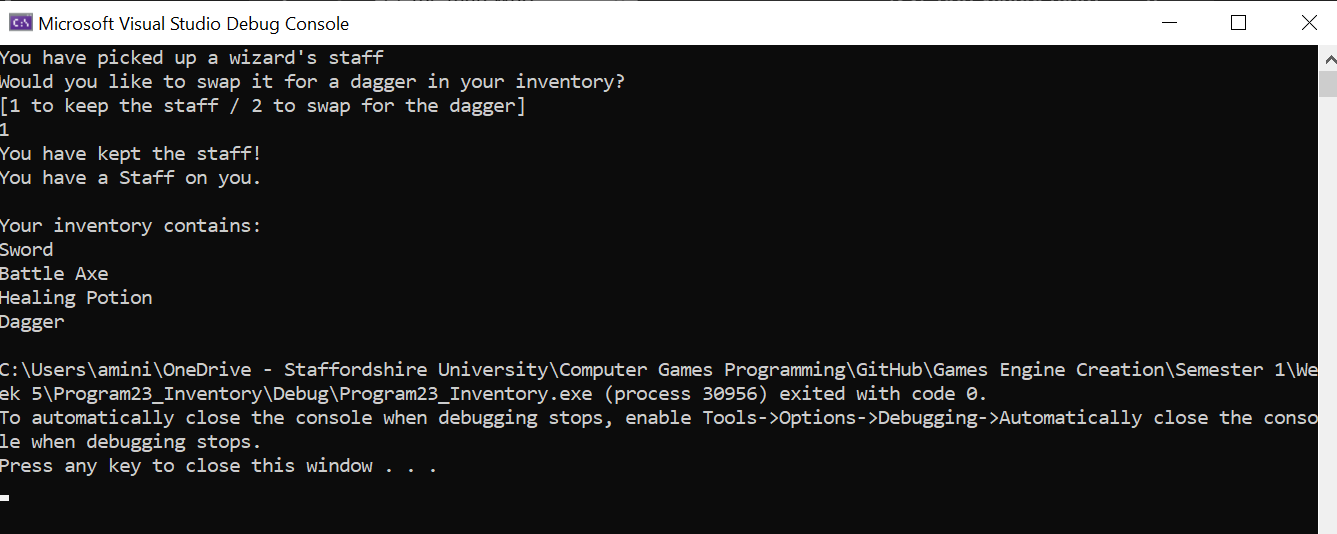 Microsoft Visual Studio Debug Console
You have picked up a wizard's staff
Would you like to swap it for a dagger in your inventory?
[1 to keep the staff / 2 to swap for the dagger]
1
You have kept the staff!
You have a Staff on you.
Your inventory contains:
Sword
Battle Axe
Healing Potion
Dagger
C:\Users\amini\OneDrive - Staffordshire University\Computer Games Programming\GitHub\Games Engine Creation\Semester 1\We
ek 5\Program23_Inventory\Debug\Program23_Inventory.exe (process 30956) exited with code 0.
To automatically close the console when debugging stops, enable Tools->Options->Debugging->Automatically close the conso
le when debugging stops.
Press any key to close this window . . .